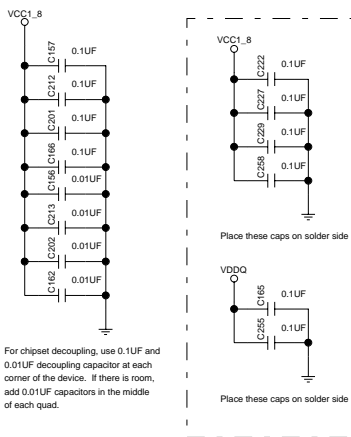 VCC1_8
C157
0.1UF
C212
0.1UF
C201
0.1UF
C166
0.1UF
C156
0.01UF
C213
0.01UF
C202
0.01UF
C162
0.01UF
For chipset decoupling, use 0.1UF and
0.01UF decoupling capacitor at each
corner of the device. If there is room,
add 0.01UF capacitors in the middle
of each quad.
VCC1_8
C222
0.1UF
C227
0.1UF
C229
0.1UF
C258
0.1UF
Place these caps on solder side
VDDQ
C165
0.1UF
C255
0.1UF
Place these caps on solder side